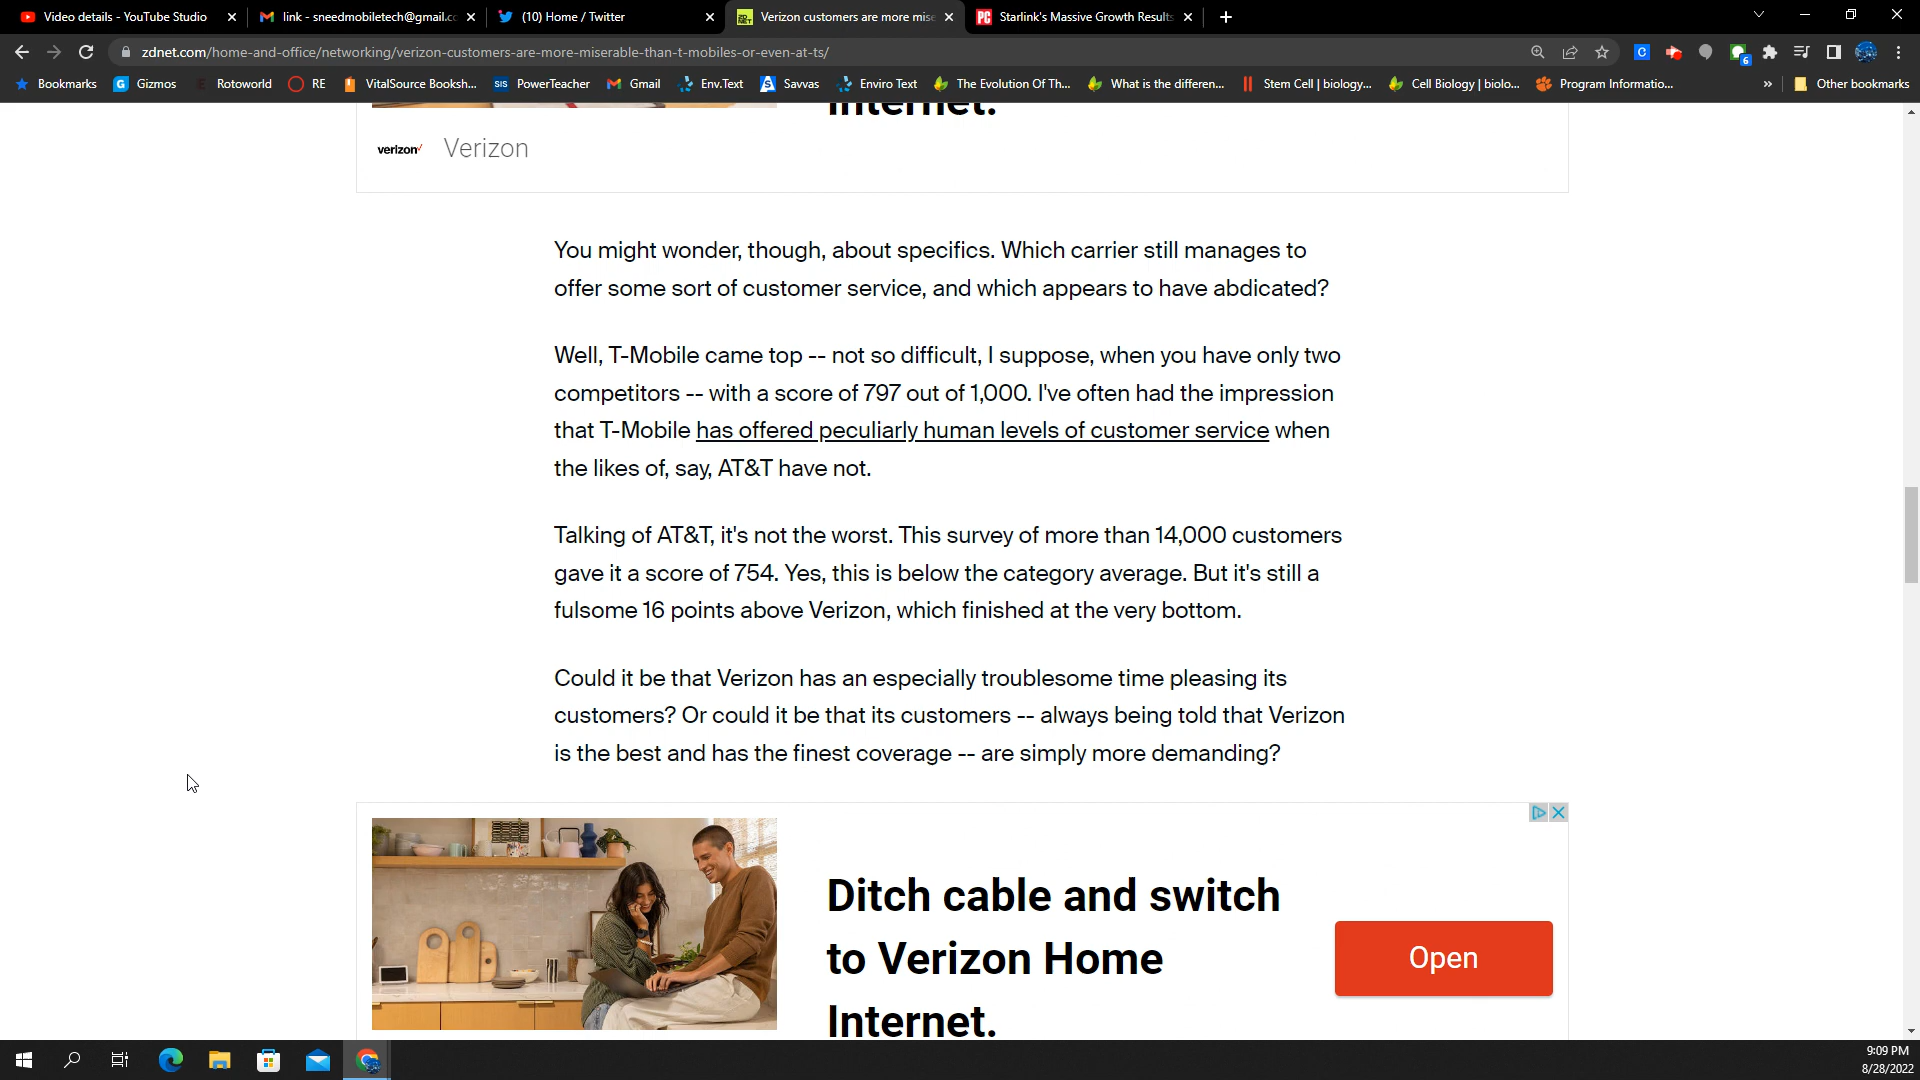 Video details - YouTube Studio
link - sneedmobiletech@gmail.cc
(10) Home / Twitter
Verizon customers are more mise
Starlink's Massive Growth Results
zdnet.com/home-and-office/networking/verizon-customers-are-more-miserable-than-t-mobiles-or-even-at-ts/
6
Bookmarks
Gizmos
Rotoworld
RE
VitalSource Booksh...
SIS PowerTeacher
Gmail
Env.Text
Savvas
Enviro Text
The Evolution Of Th...
What is the differen...
Stem Cell | biology...
Cell Biology | biolo...
Program Informatio...
»
Other bookmarks
Internet.
verizon
Verizon
You might wonder, though, about specifics. Which carrier still manages to
offer some sort of customer service, and which appears to have abdicated?
Well, T-Mobile came top -- not so difficult, I suppose, when you have only two
competitors -- with a score of 797 out of 1,000. I've often had the impression
that T-Mobile has offered peculiarly human levels of customer service when
the likes of, say, AT&T have not.
Talking of AT&T, it's not the worst. This survey of more than 14,000 customers
gave it a score of 754. Yes, this is below the category average. But it's still a
fulsome 16 points above Verizon, which finished at the very bottom.
Could it be that Verizon has an especially troublesome time pleasing its
customers? Or could it be that its customers -- always being told that Verizon
is the best and has the finest coverage -- are simply more demanding?
Ditch cable and switch
to Verizon Home
Internet.
Open
9:09 PM
8/28/2022